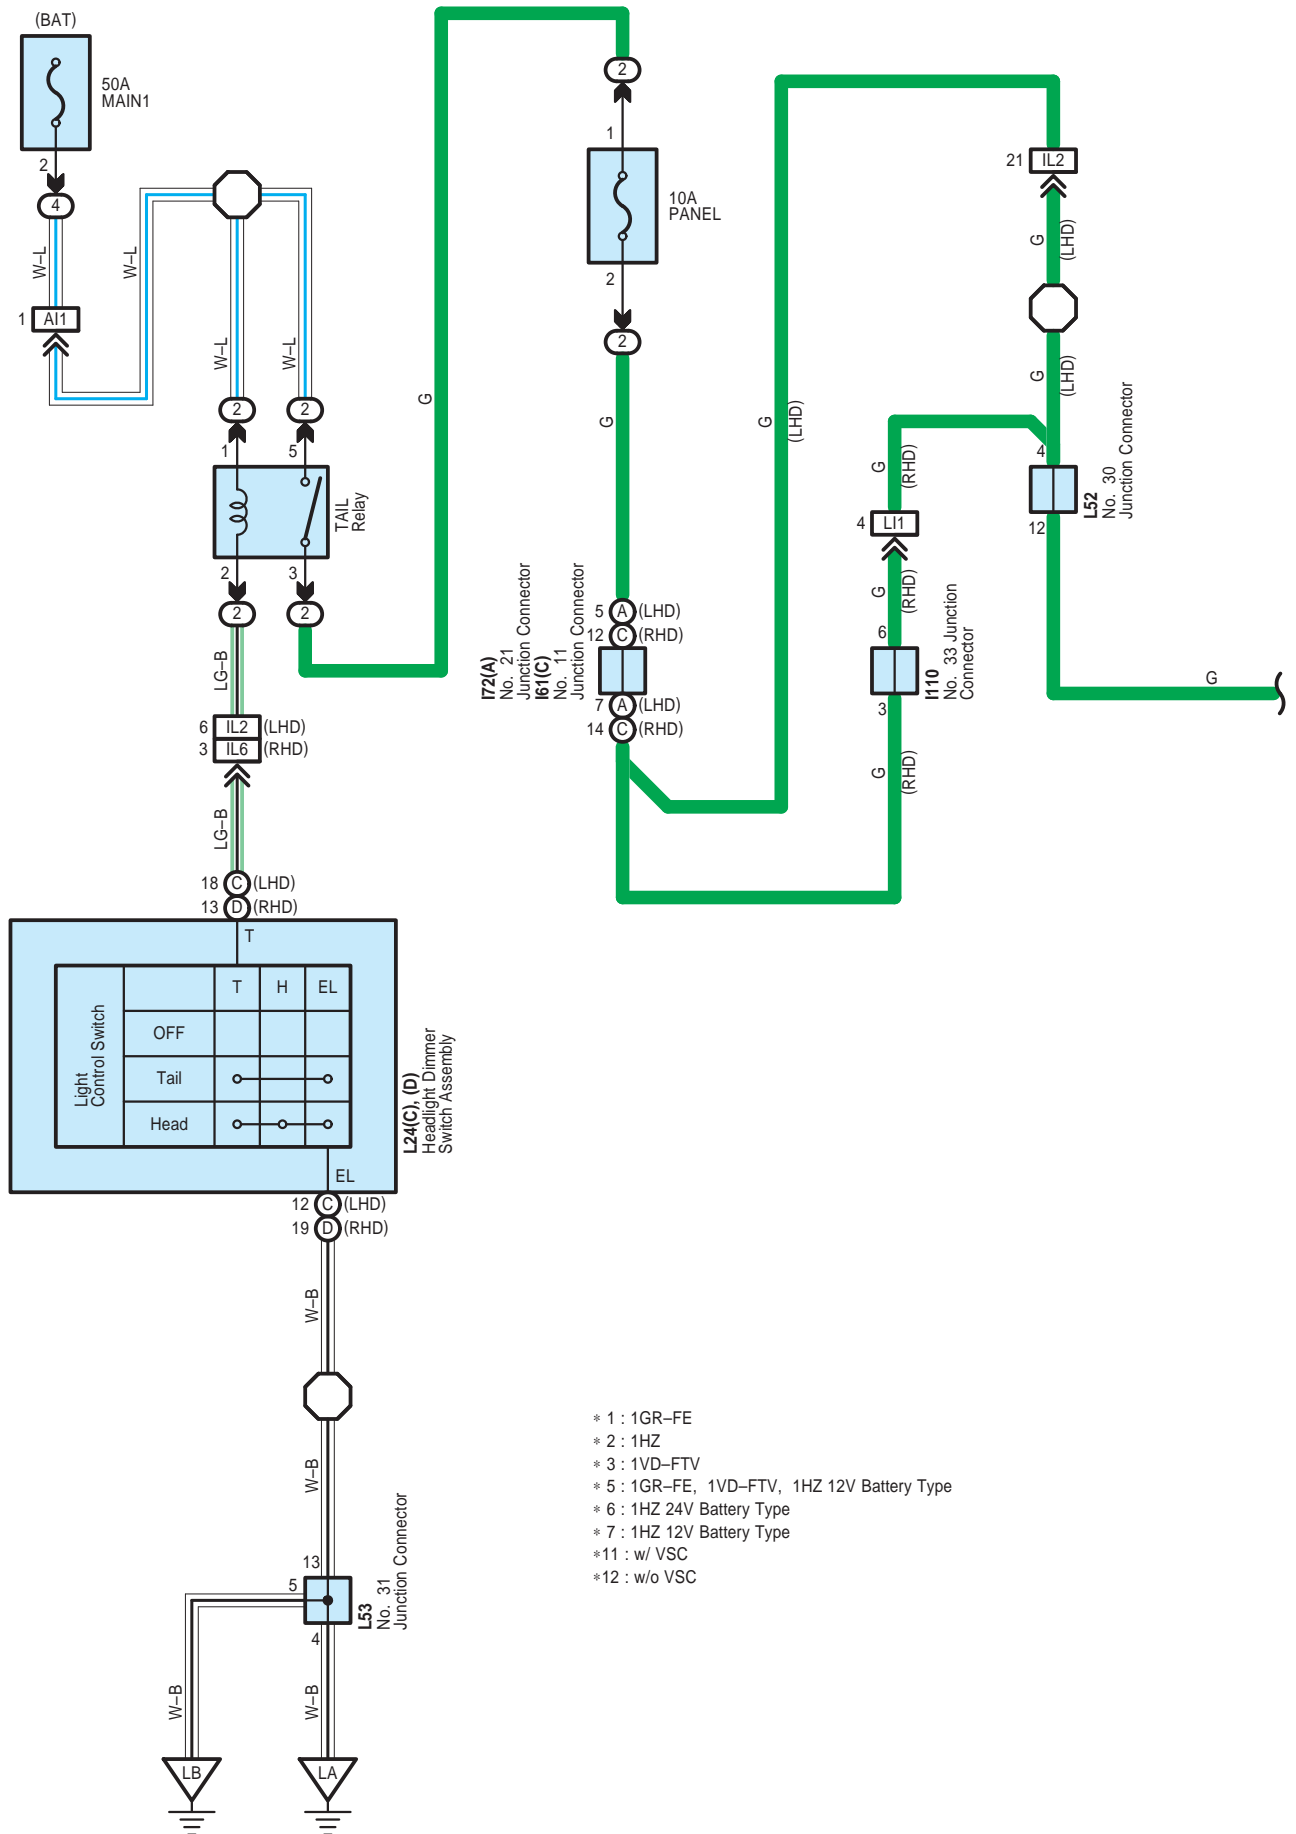 (BAT)
50A
MAIN1
2
4
W–L
1 AI1
W–L
W–L
W–L
2
2
1
5
TAIL
Relay
2
3
2
2
LG–B
6 IL2 (LHD)
3 IL6 (RHD)
LG–B
18 C (LHD)
13 D (RHD)
T
Light
Control Switch
T H EL
OFF
Tail
Head
EL
L24(C), (D)
Headlight Dimmer
Switch Assembly
12 C (LHD)
19 D (RHD)
W–B
W–B
13
5
4
L53
No. 31
Junction Connector
W–B
W–B
LB
LA
G
2
1
10A
PANEL
2
2
G
5 A (LHD)
12 C (RHD)
I72(A)
No. 21
Junction Connector
I61(C)
No. 11
Junction Connector
7 A (LHD)
14 C (RHD)
G
(LHD)
G
(RHD)
4 LI1
G
(RHD)
6
I110
No. 33 Junction
Connector
3
G
(RHD)
21 IL2
G
(LHD)
G
(LHD)
4
L52
No. 30
Junction Connector
12
G
* 1 : 1GR–FE
* 2 : 1HZ
* 3 : 1VD–FTV
* 5 : 1GR–FE, 1VD–FTV, 1HZ 12V Battery Type
* 6 : 1HZ 24V Battery Type
* 7 : 1HZ 12V Battery Type
*11 : w/ VSC
*12 : w/o VSC